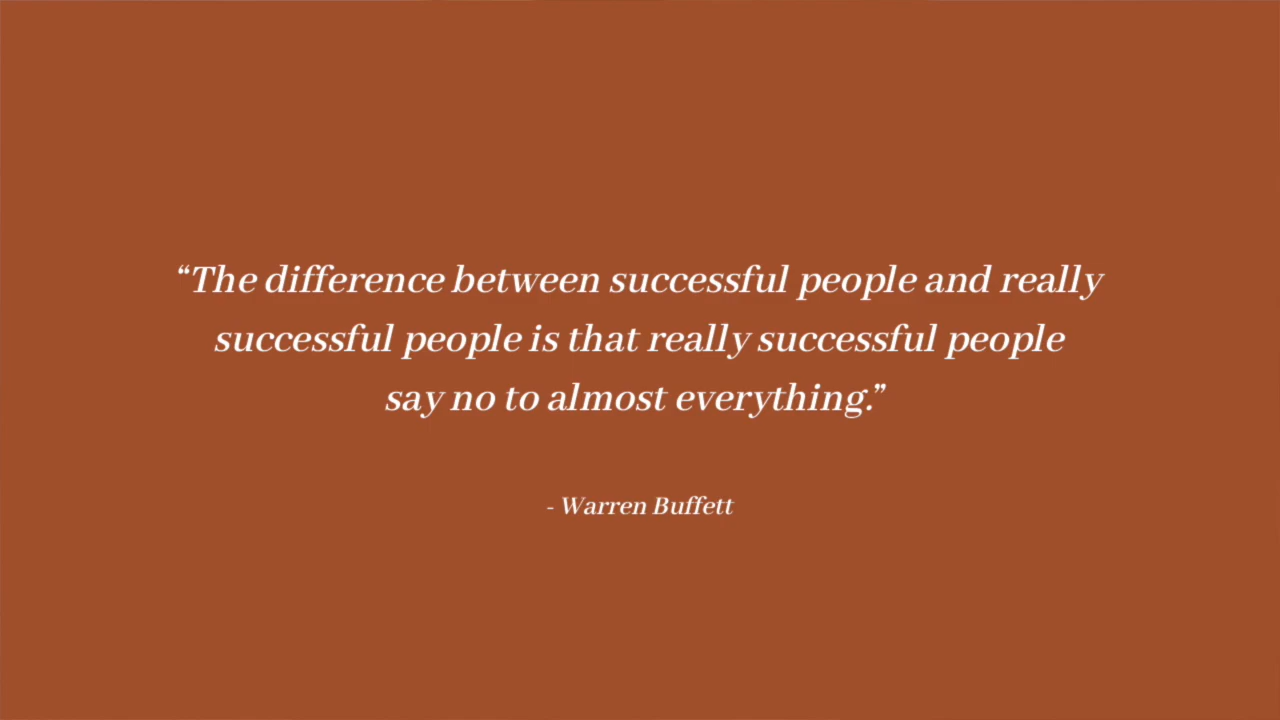 “The difference between successful people and really
successful people is that really successful people
say no to almost everything.”
- Warren Buffett